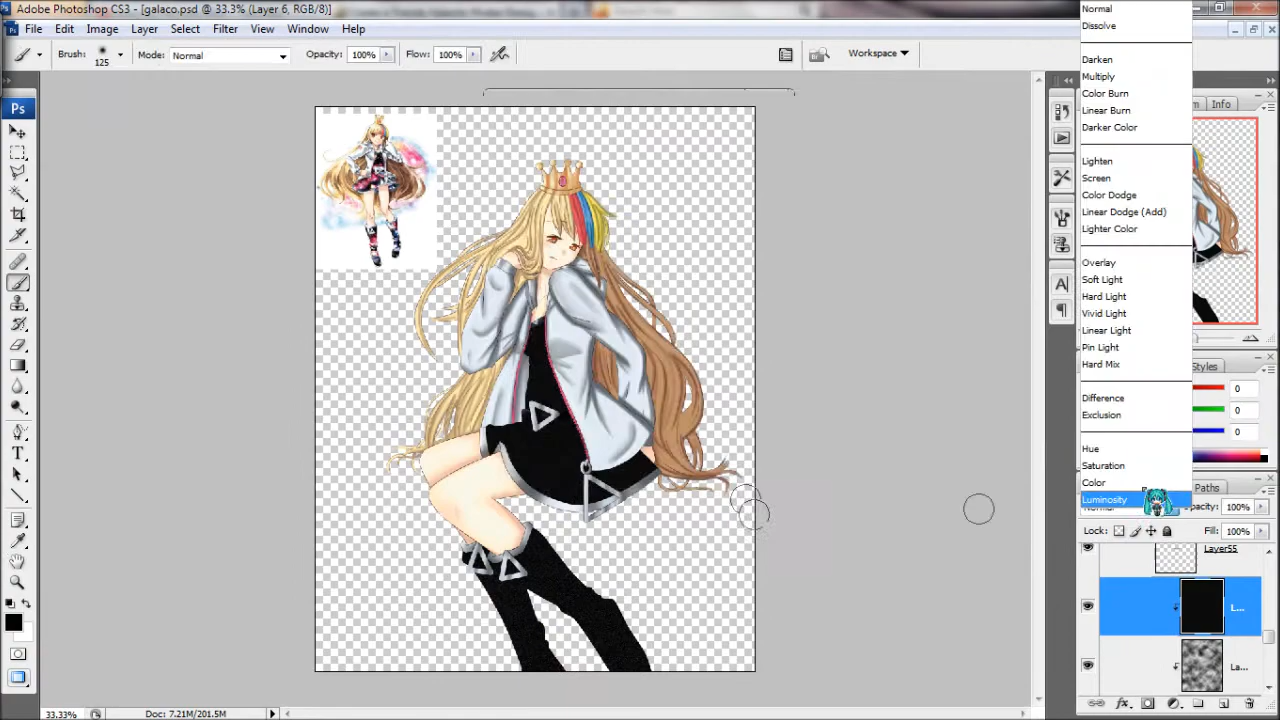 Adobe Photoshop CS3 - [galaco.psd @ 33.3% (Layer 6, RGB/8)]
File Edit Image Layer Select Filter View Window Help
Brush: 125 Mode: Normal Opacity: 100% Flow: 100% Workspace
Ps
Normal
Dissolve
Darken
Multiply
Color Burn
Linear Burn
Darker Color
Lighten
Screen
Color Dodge
Linear Dodge (Add)
Lighter Color
Overlay
Soft Light
Hard Light
Vivid Light
Linear Light
Pin Light
Hard Mix
Difference
Exclusion
Hue
Saturation
Color
Luminosity
Info
Styles
0
0
0
Paths
Opacity: 100%
Lock: Fill: 100%
Layer55
L...
La...
33.33% Doc: 7.21M/201.5M